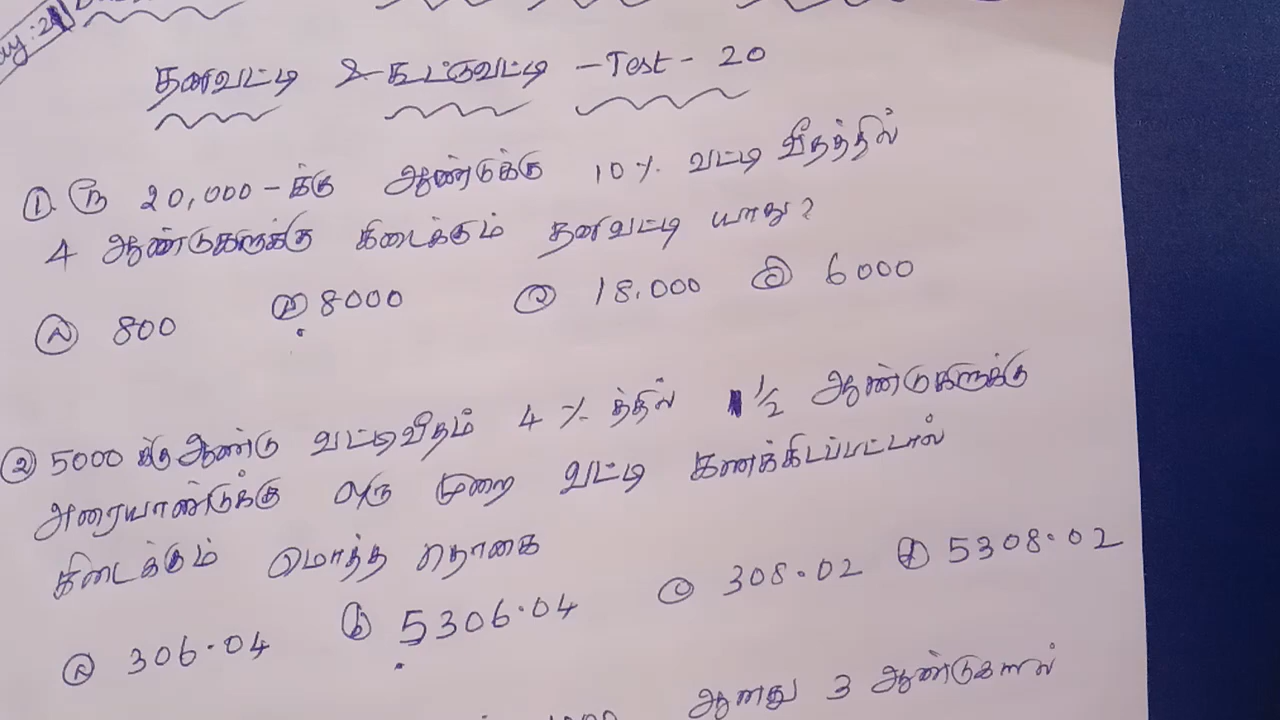 தனிவட்டி & கூட்டுவட்டி - Test - 20
①. ரூ 20,000 - க்கு ஆண்டுக்கு 10% வட்டி வீதத்தில்
4 ஆண்டுகளுக்கு கிடைக்கும் தனிவட்டி யாது?
Ⓐ 800 Ⓑ 8000 Ⓒ 18.000 Ⓓ 6000
② 5000 க்கு ஆண்டு வட்டிவீதம் 4% த்தில் 1 1/2 ஆண்டுகளுக்கு
அரையாண்டுக்கு ஒரு முறை வட்டி கணக்கிடப்பட்டால்
கிடைக்கும் மொத்த தொகை
Ⓐ 306.04 ⓑ 5306.04 Ⓒ 308.02 ⓓ 5308.02
ஆனது 3 ஆண்டுகளில்